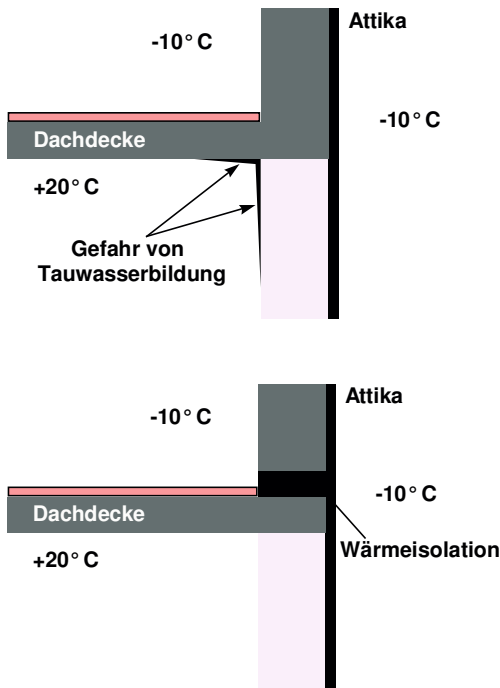 Attika
-10° C
-10° C
Dachdecke
+20° C
Gefahr von
Tauwasserbildung
Attika
-10° C
-10° C
Dachdecke
Wärmeisolation
+20° C